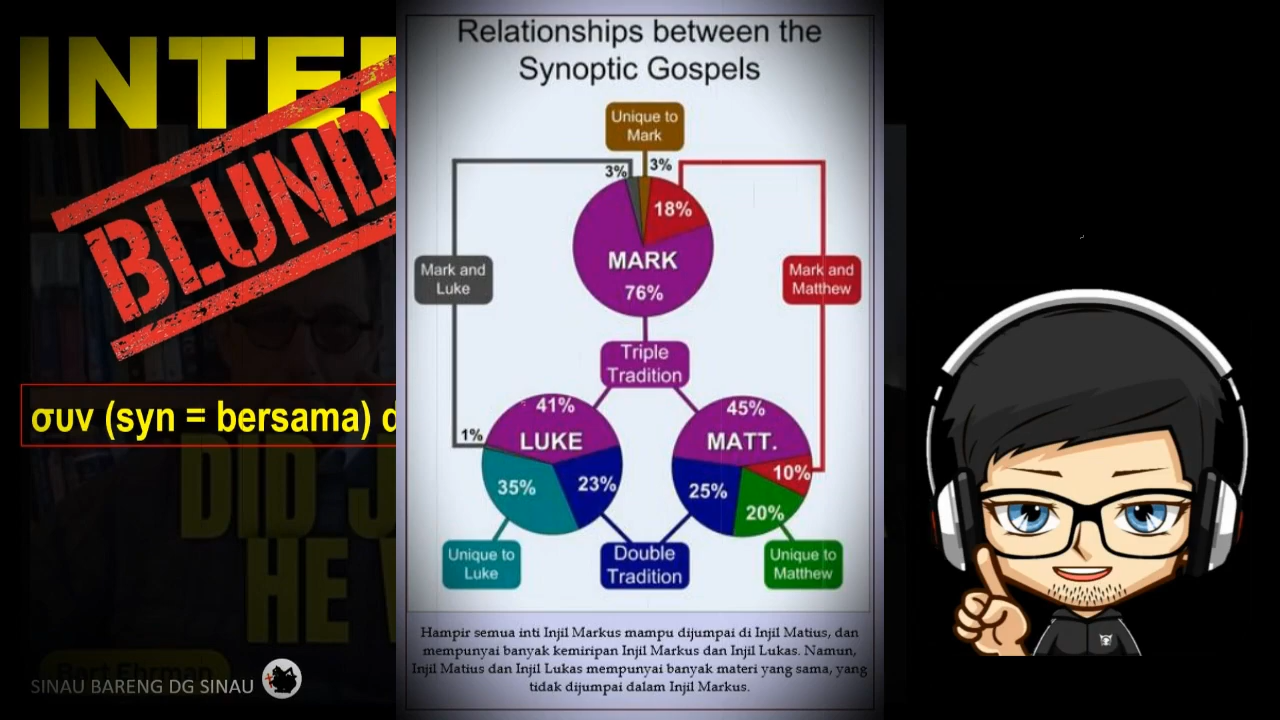 INTE
BLUND
συν (syn = bersama) d
DID J
HE
Bart Ehrman
SINAU BARENG DG SINAU
Relationships between the
Synoptic Gospels
Unique to
Mark
3%
3%
18%
MARK
76%
Mark and
Luke
Mark and
Matthew
Triple
Tradition
41%
LUKE
1%
35%
23%
45%
MATT.
10%
25%
20%
Unique to
Luke
Double
Tradition
Unique to
Matthew
Hampir semua inti Injil Markus mampu dijumpai di Injil Matius, dan
mempunyai banyak kemiripan Injil Markus dan Injil Lukas. Namun,
Injil Matius dan Injil Lukas mempunyai banyak materi yang sama, yang
tidak dijumpai dalam Injil Markus.